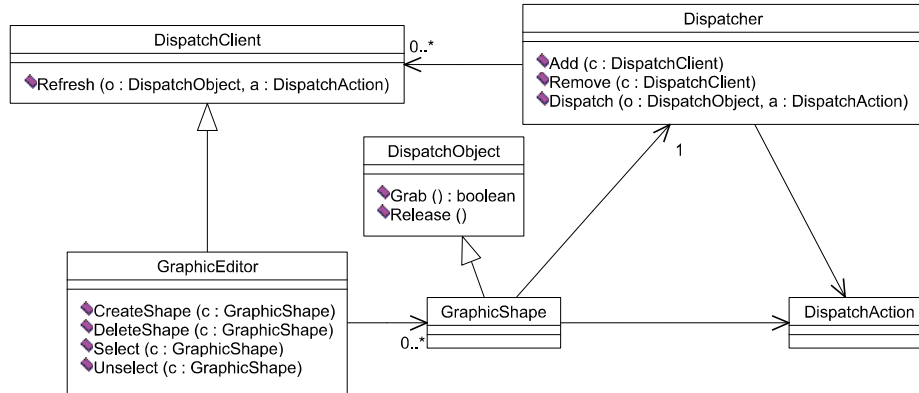 Dispatcher
Add (c : DispatchClient)
Remove (c : DispatchClient)
Dispatch (o : DispatchObject, a : DispatchAction)
DispatchClient
Refresh (o : DispatchObject, a : DispatchAction)
0..*
1
DispatchObject
Grab () : boolean
Release ()
GraphicEditor
CreateShape (c : GraphicShape)
DeleteShape (c : GraphicShape)
Select (c : GraphicShape)
Unselect (c : GraphicShape)
0..*
GraphicShape
DispatchAction